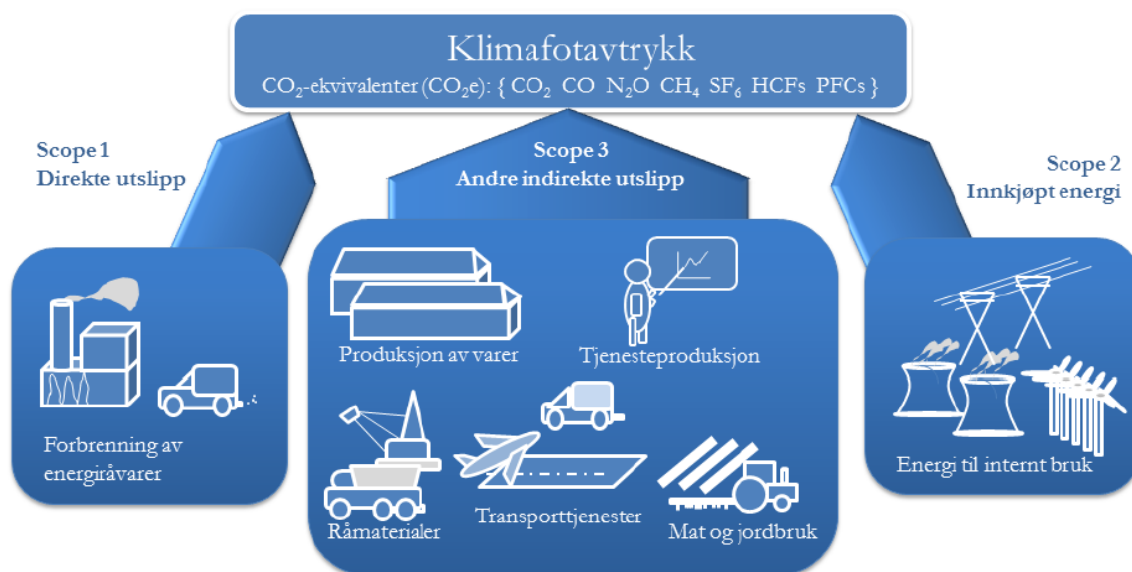 Klimafotavtrykk
CO₂-ekvivalenter (CO₂e): { CO₂ CO N₂O CH₄ SF₆ HCFs PFCs }
Scope 1
Direkte utslipp
Scope 3
Andre indirekte utslipp
Scope 2
Innkjøpt energi
Forbrenning av
energiråvarer
Produksjon av varer
Tjenesteproduksjon
Råmaterialer
Transporttjenester
Mat og jordbruk
Energi til internt bruk